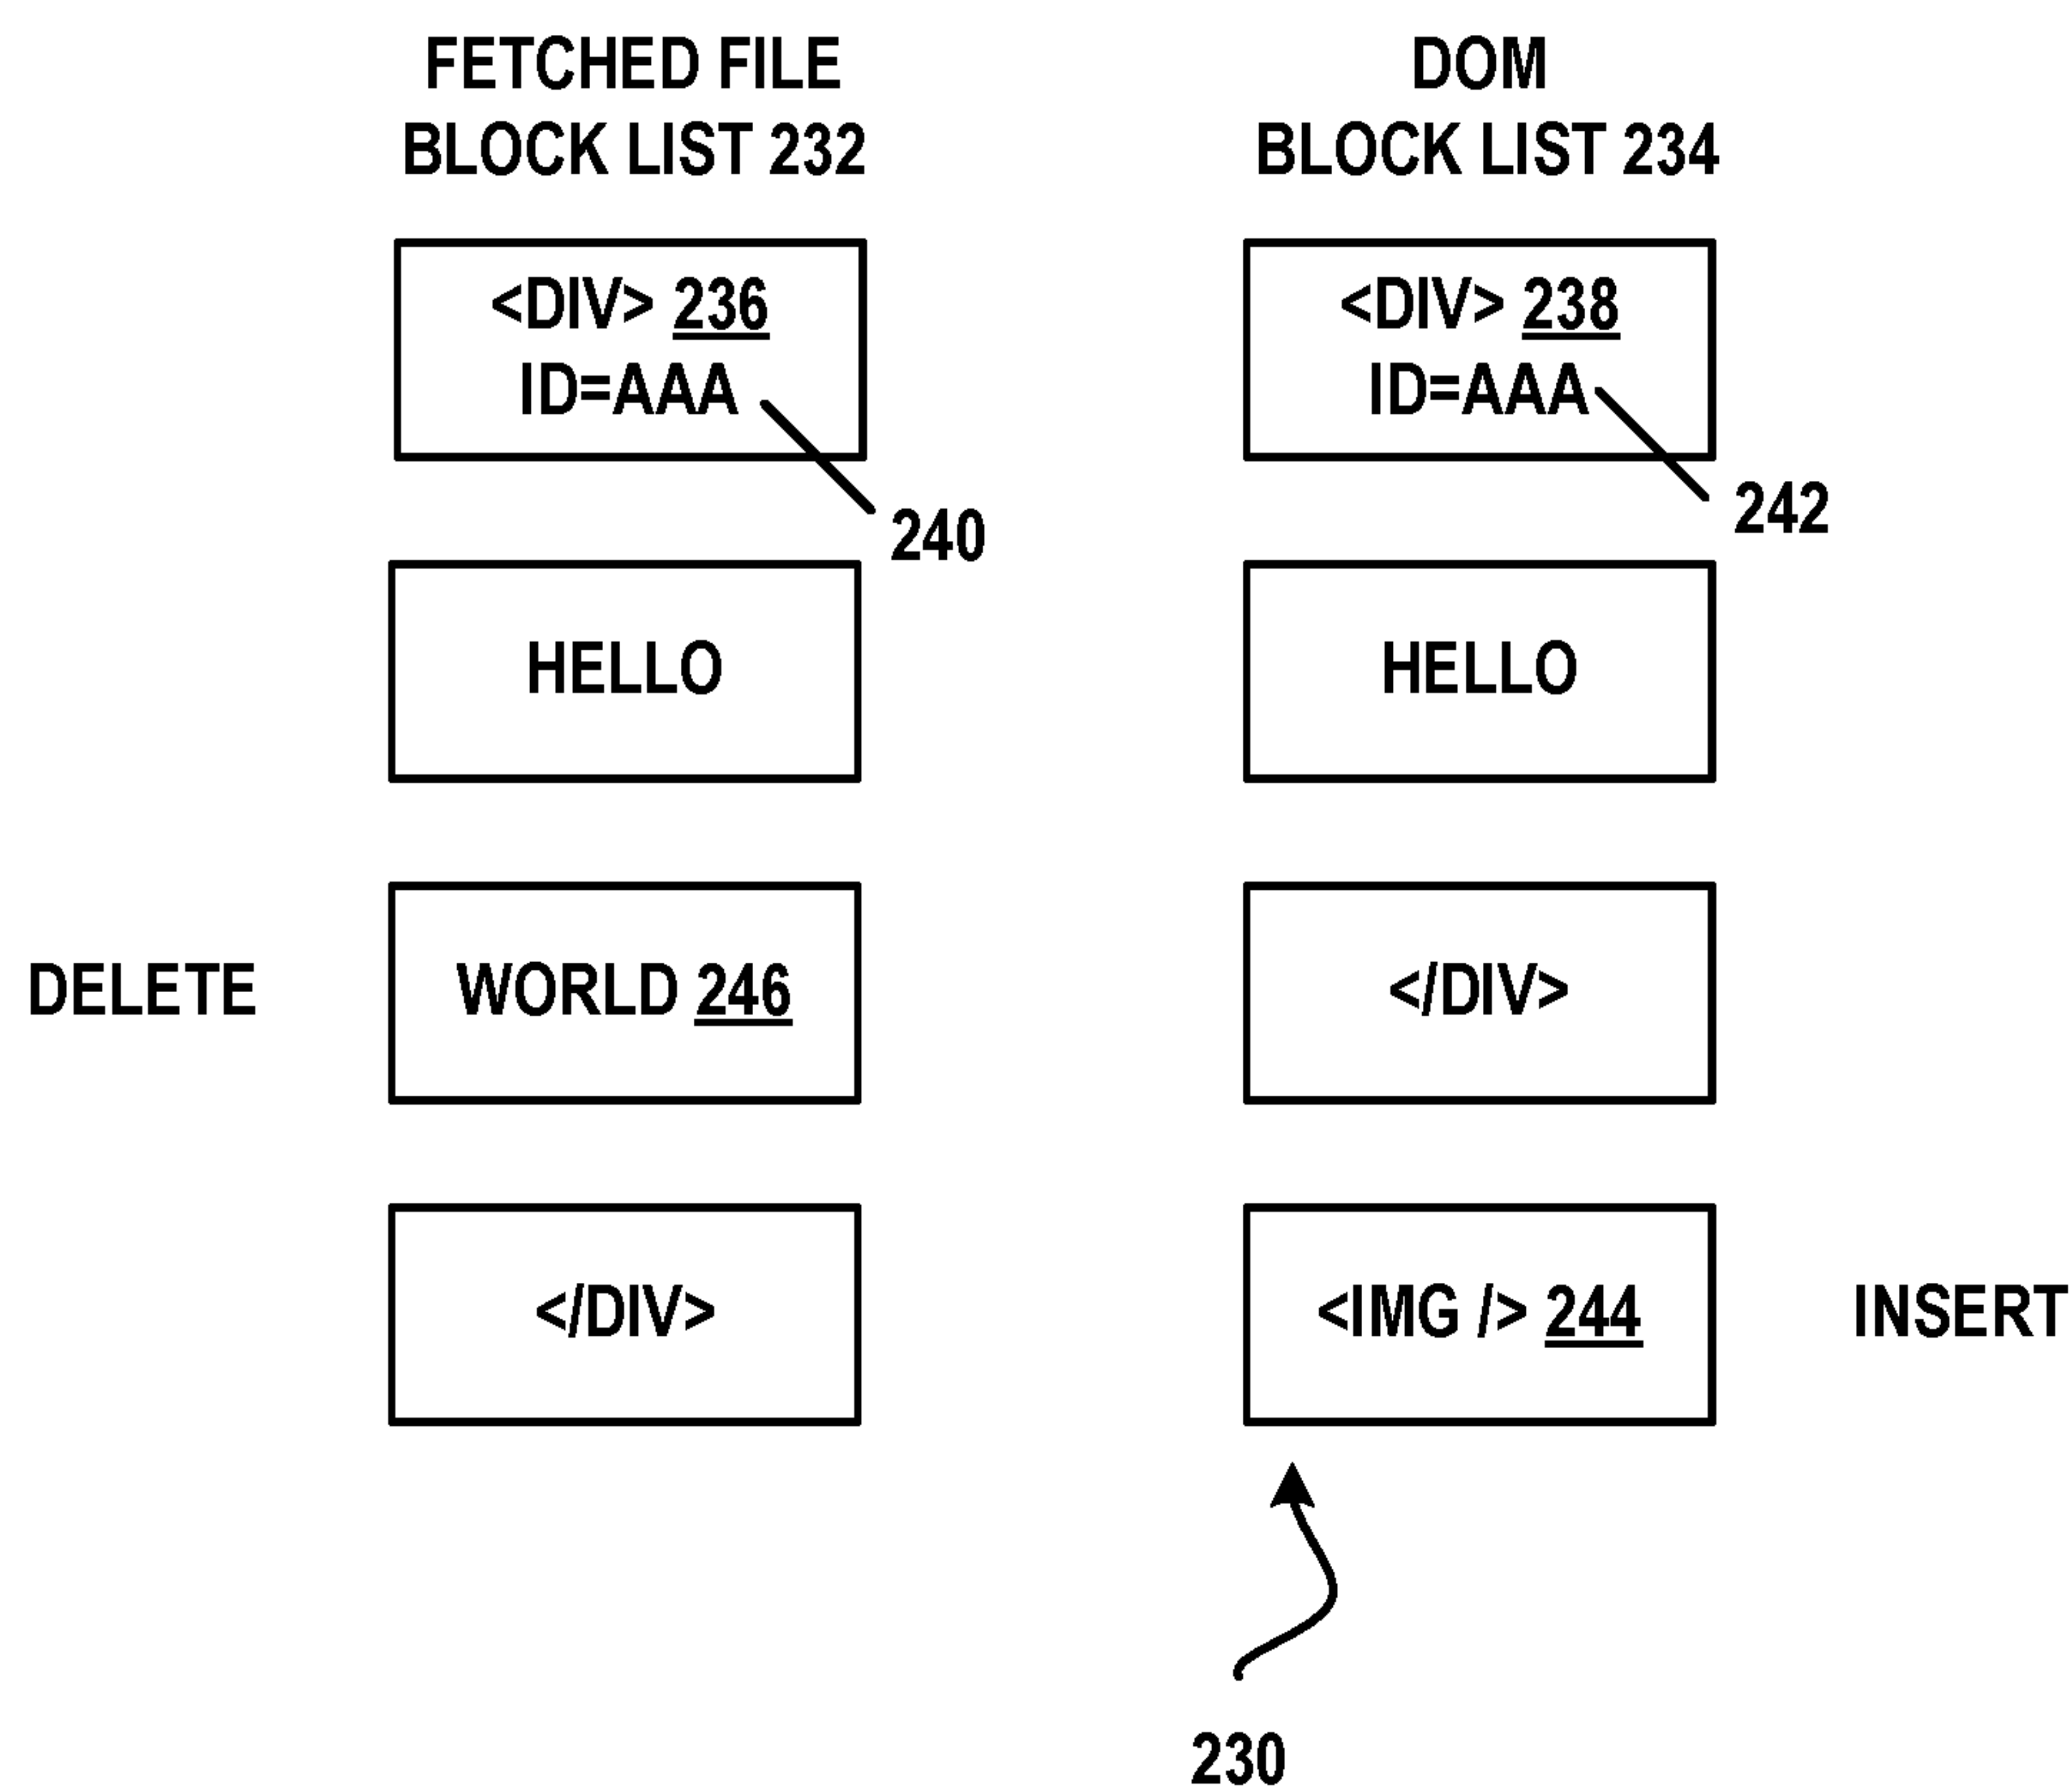 FETCHED FILE
BLOCK LIST 232
DOM
BLOCK LIST 234
<DIV> 236
ID=AAA
240
<DIV> 238
ID=AAA
242
HELLO
HELLO
DELETE
WORLD 246
</DIV>
</DIV>
<IMG /> 244
INSERT
230